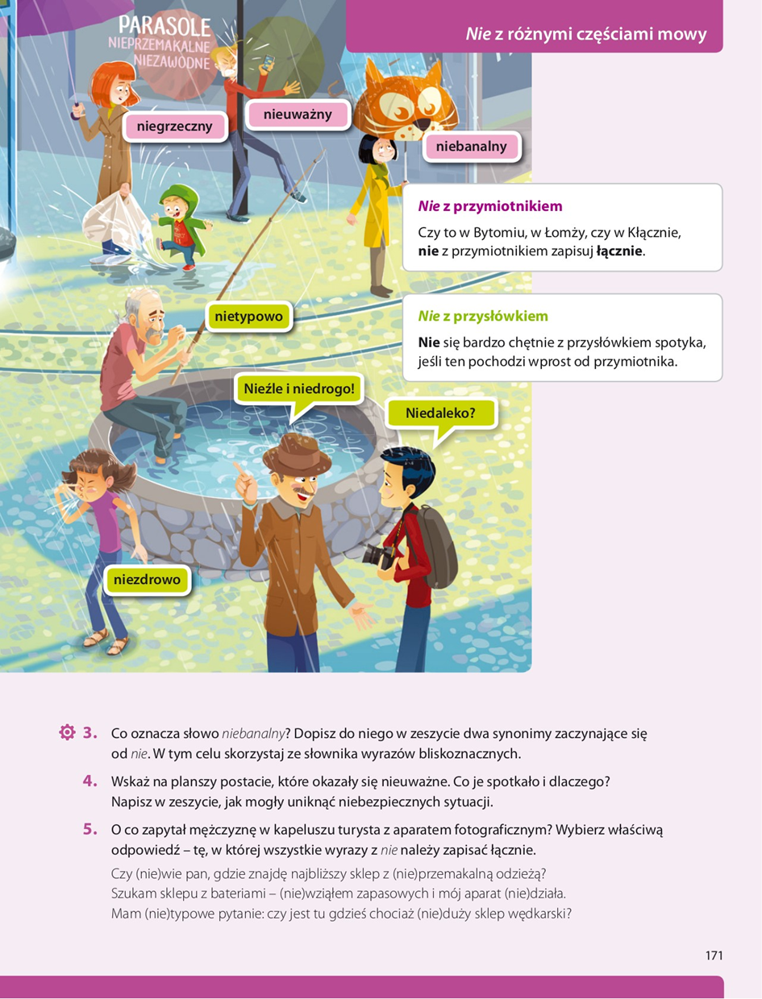 PARASOLE
NIEPRZEMAKALNE
NIEZAWODNE
Nie z różnymi częściami mowy
niegrzeczny
nieuważny
niebanalny
Nie z przymiotnikiem
Czy to w Bytomiu, w Łomży, czy w Kłącznie,
nie z przymiotnikiem zapisuj łącznie.
nietypowo
Nie z przysłówkiem
Nie się bardzo chętnie z przysłówkiem spotyka,
jeśli ten pochodzi wprost od przymiotnika.
Nieźle i niedrogo!
Niedaleko?
niezdrowo
3. Co oznacza słowo niebanalny? Dopisz do niego w zeszycie dwa synonimy zaczynające się
od nie. W tym celu skorzystaj ze słownika wyrazów bliskoznacznych.
4. Wskaż na planszy postacie, które okazały się nieuważne. Co je spotkało i dlaczego?
Napisz w zeszycie, jak mogły uniknąć niebezpiecznych sytuacji.
5. O co zapytał mężczyznę w kapeluszu turysta z aparatem fotograficznym? Wybierz właściwą
odpowiedź – tę, w której wszystkie wyrazy z nie należy zapisać łącznie.
Czy (nie)wie pan, gdzie znajdę najbliższy sklep z (nie)przemakalną odzieżą?
Szukam sklepu z bateriami – (nie)wziąłem zapasowych i mój aparat (nie)działa.
Mam (nie)typowe pytanie: czy jest tu gdzieś chociaż (nie)duży sklep wędkarski?
171